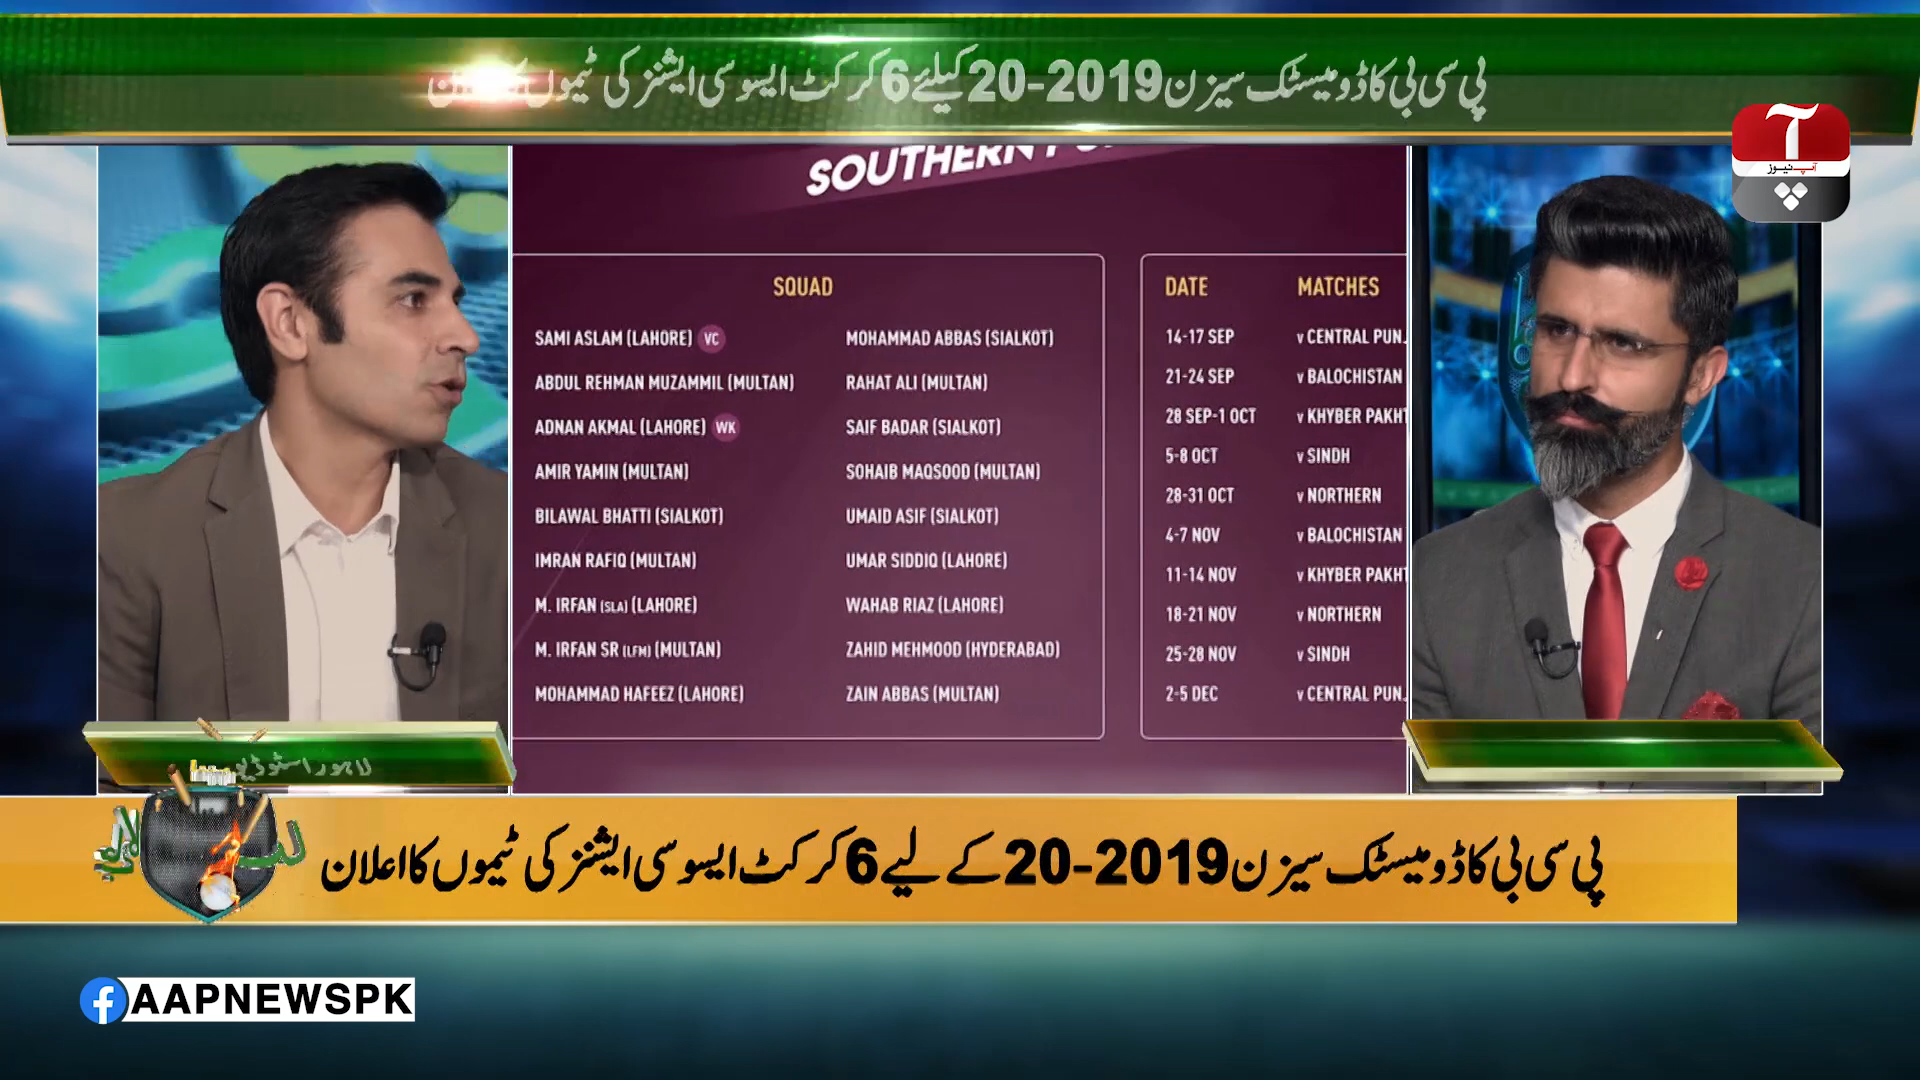 پی سی بی کا ڈومیسٹک سیزن 2019-20 کیلئے 6 کرکٹ ایسوسی ایشنز کی ٹیموں
آپ نیوز
SOUTHERN
SQUAD
SAMI ASLAM (LAHORE) VC
ABDUL REHMAN MUZAMMIL (MULTAN)
ADNAN AKMAL (LAHORE) WK
AMIR YAMIN (MULTAN)
BILAWAL BHATTI (SIALKOT)
IMRAN RAFIQ (MULTAN)
M. IRFAN (SLA) (LAHORE)
M. IRFAN SR (LFM) (MULTAN)
MOHAMMAD HAFEEZ (LAHORE)
MOHAMMAD ABBAS (SIALKOT)
RAHAT ALI (MULTAN)
SAIF BADAR (SIALKOT)
SOHAIB MAQSOOD (MULTAN)
UMAID ASIF (SIALKOT)
UMAR SIDDIQ (LAHORE)
WAHAB RIAZ (LAHORE)
ZAHID MEHMOOD (HYDERABAD)
ZAIN ABBAS (MULTAN)
DATE MATCHES
14-17 SEP v CENTRAL PUN.
21-24 SEP v BALOCHISTAN
28 SEP-1 OCT v KHYBER PAKHT
5-8 OCT v SINDH
28-31 OCT v NORTHERN
4-7 NOV v BALOCHISTAN
11-14 NOV v KHYBER PAKHT
18-21 NOV v NORTHERN
25-28 NOV v SINDH
2-5 DEC v CENTRAL PUN.
لاہور اسٹوڈیو
پی سی بی کا ڈومیسٹک سیزن 2019-20 کے لیے 6 کرکٹ ایسوسی ایشنز کی ٹیموں کا اعلان
AAPNEWSPK